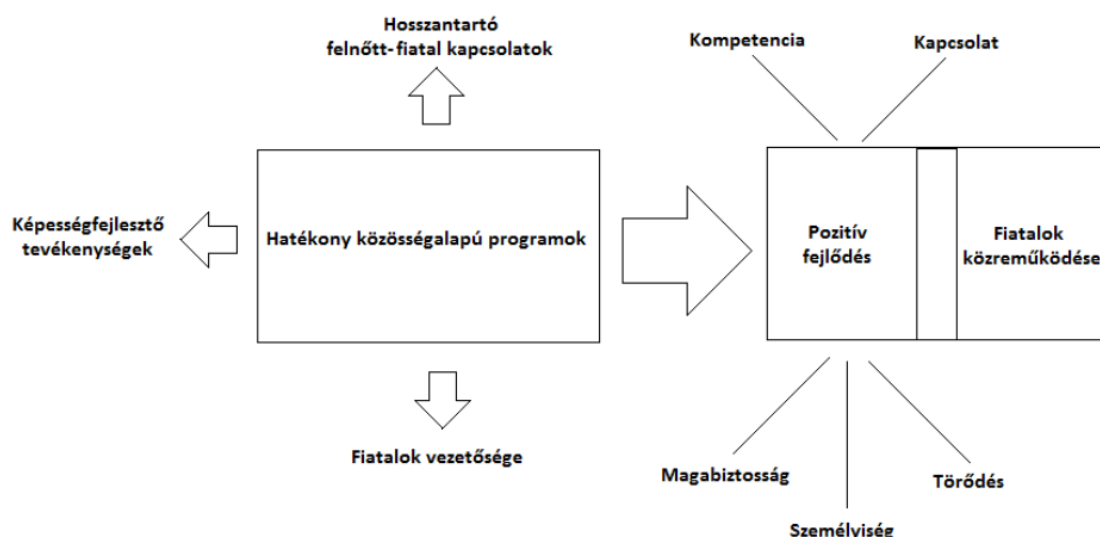 Hosszantartó
felnőtt-fiatal kapcsolatok
Kompetencia
Kapcsolat
Képességfejlesztő
tevékenységek
Hatékony közösségalapú programok
Pozitív
fejlődés
Fiatalok
közreműködése
Fiatalok vezetősége
Magabiztosság
Törődés
Személyiség